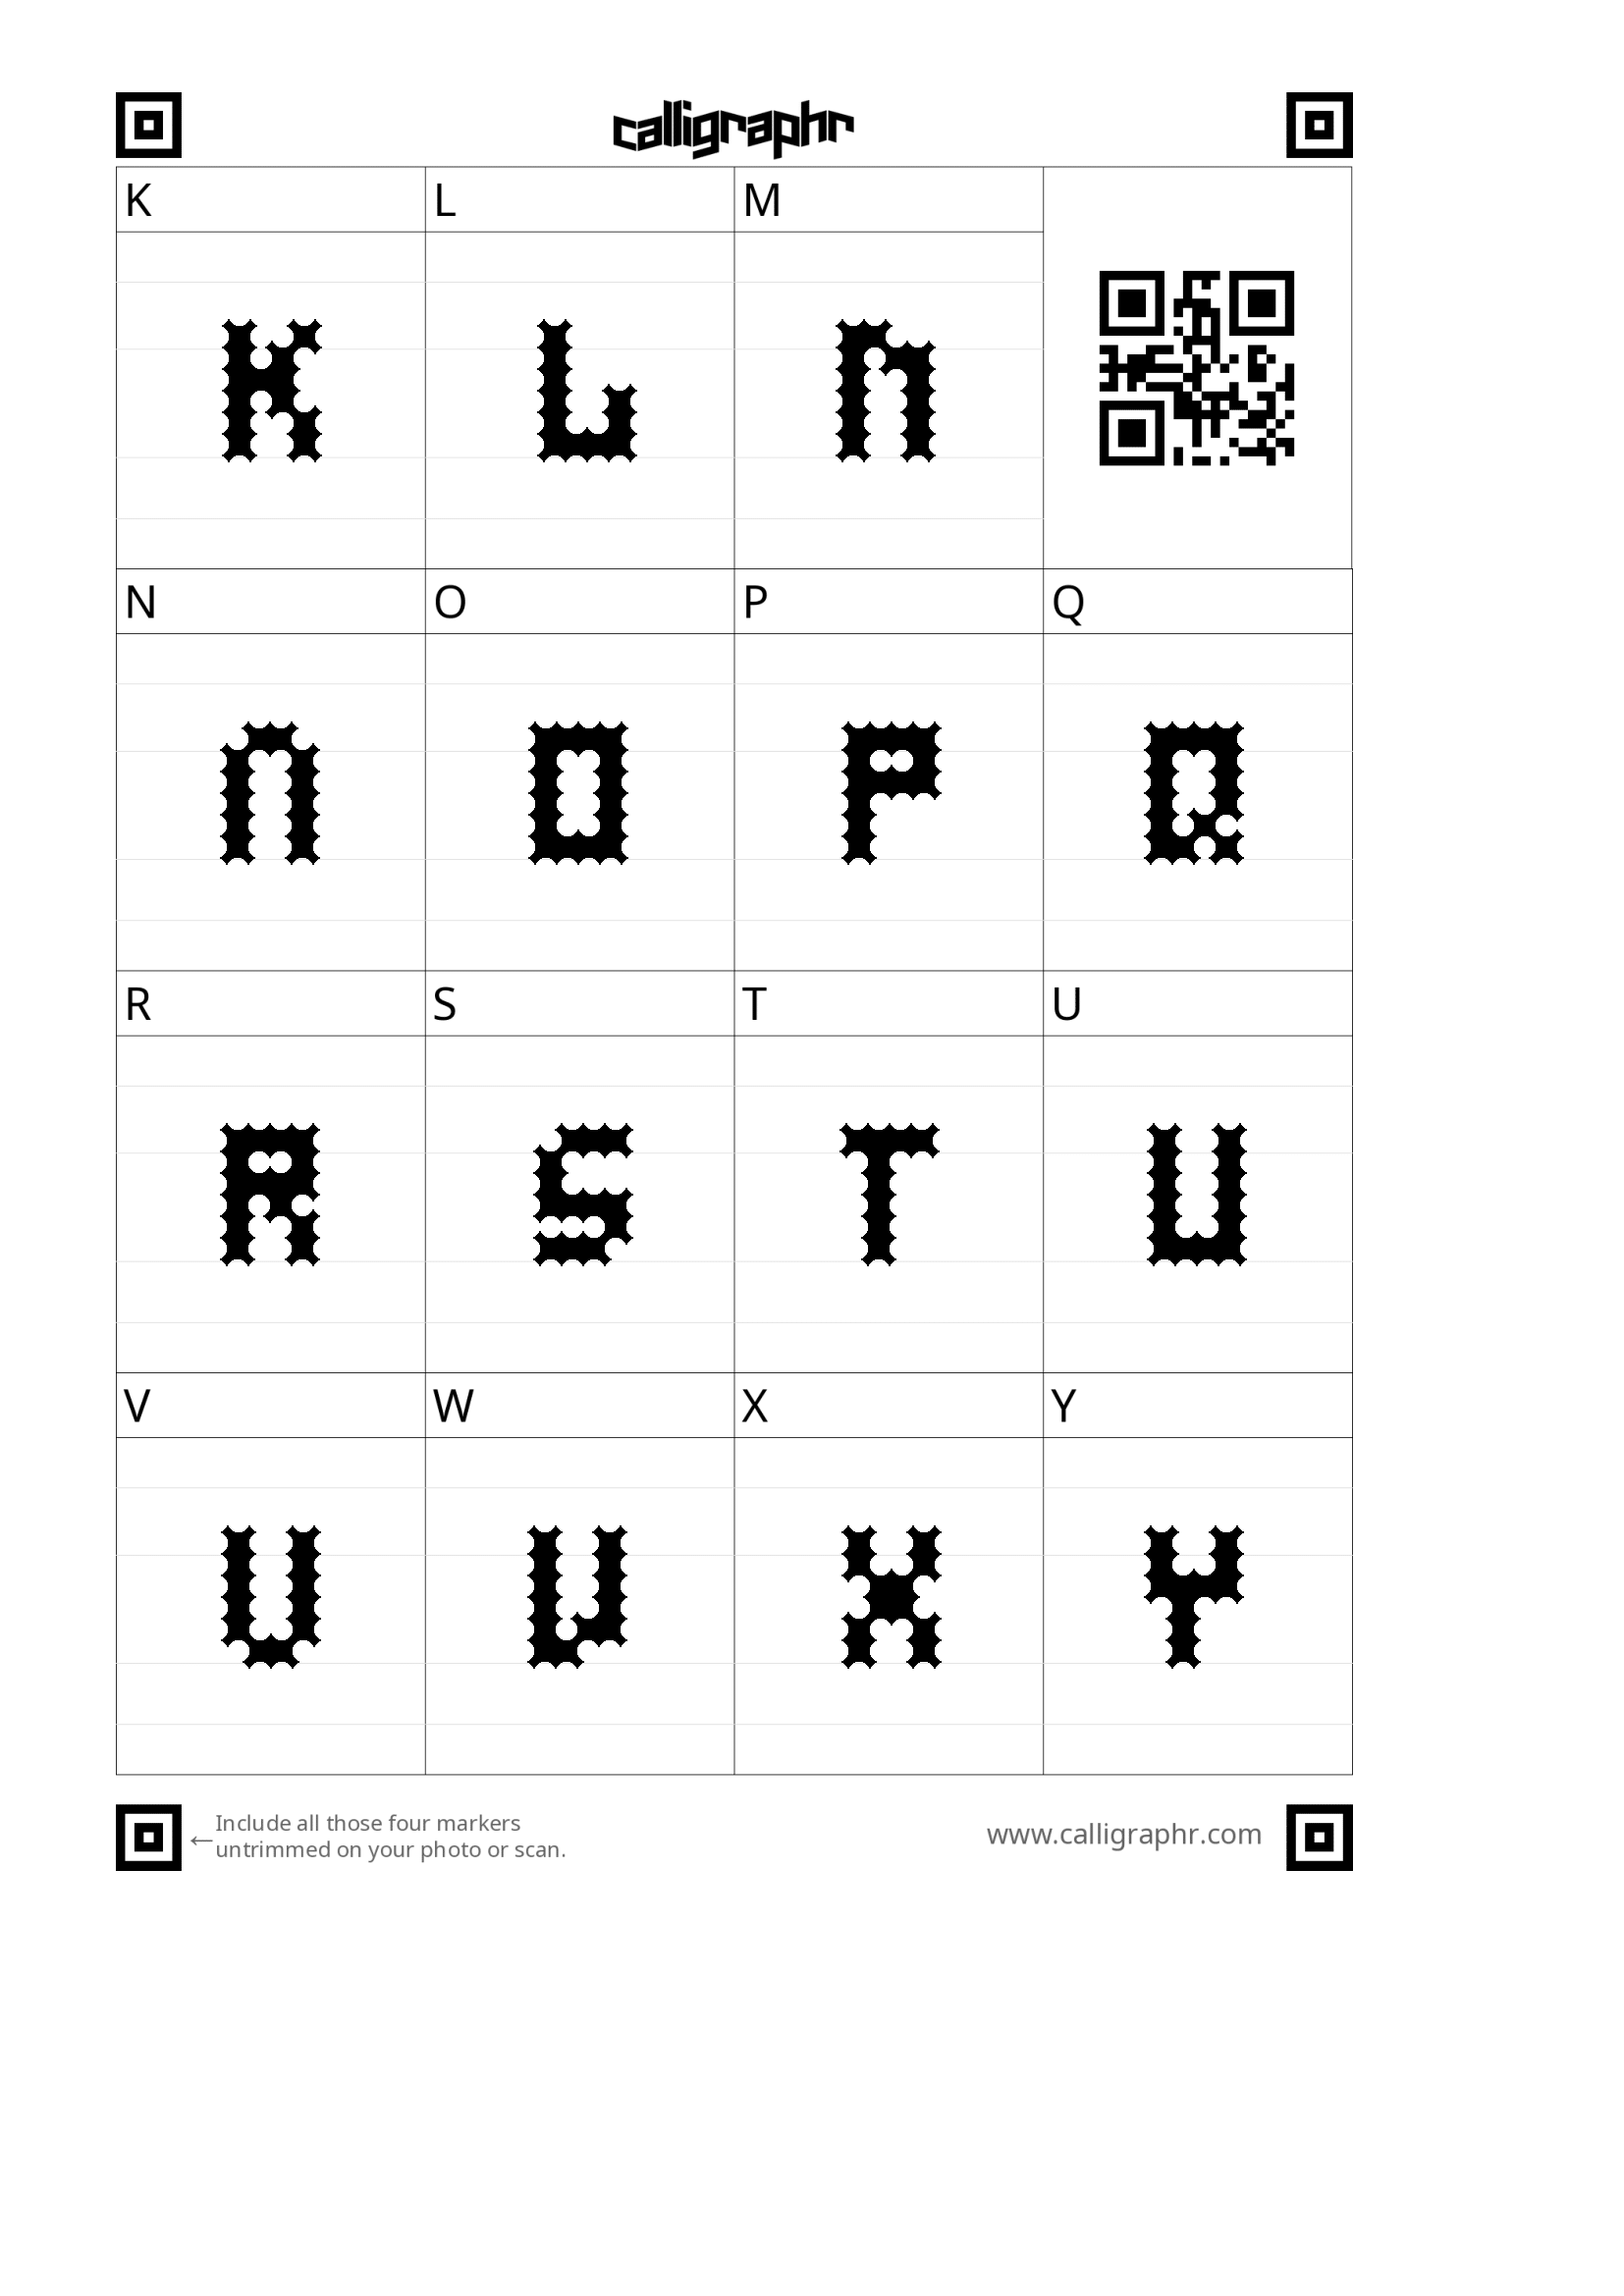 calligraphr
K L M
K L M
N O P Q
N O P Q
R S T U
R S T U
V W X Y
V W X Y
← Include all those four markers
untrimmed on your photo or scan.
www.calligraphr.com